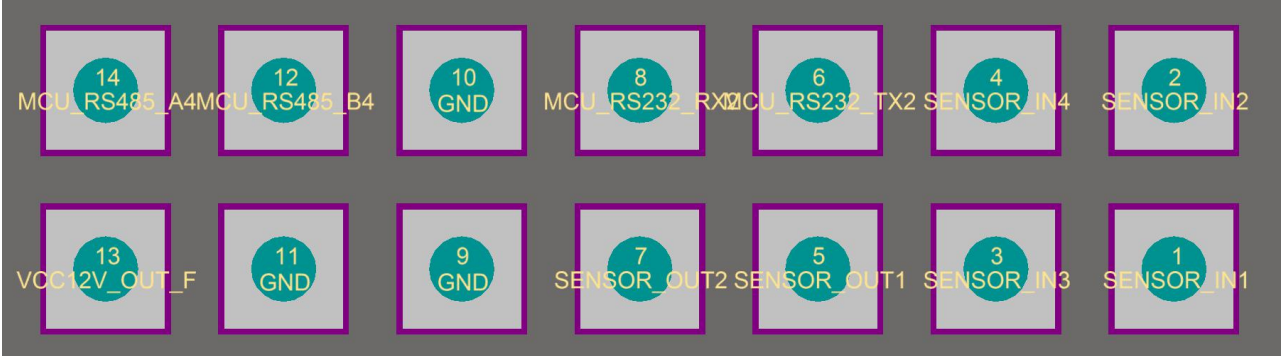 14 12 10 8 6 4 2
MCU_RS485_A4 MCU_RS485_B4 GND MCU_RS232_RX2 MCU_RS232_TX2 SENSOR_IN4 SENSOR_IN2
13 11 9 7 5 3 1
VCC12V_OUT_F GND GND SENSOR_OUT2 SENSOR_OUT1 SENSOR_IN3 SENSOR_IN1